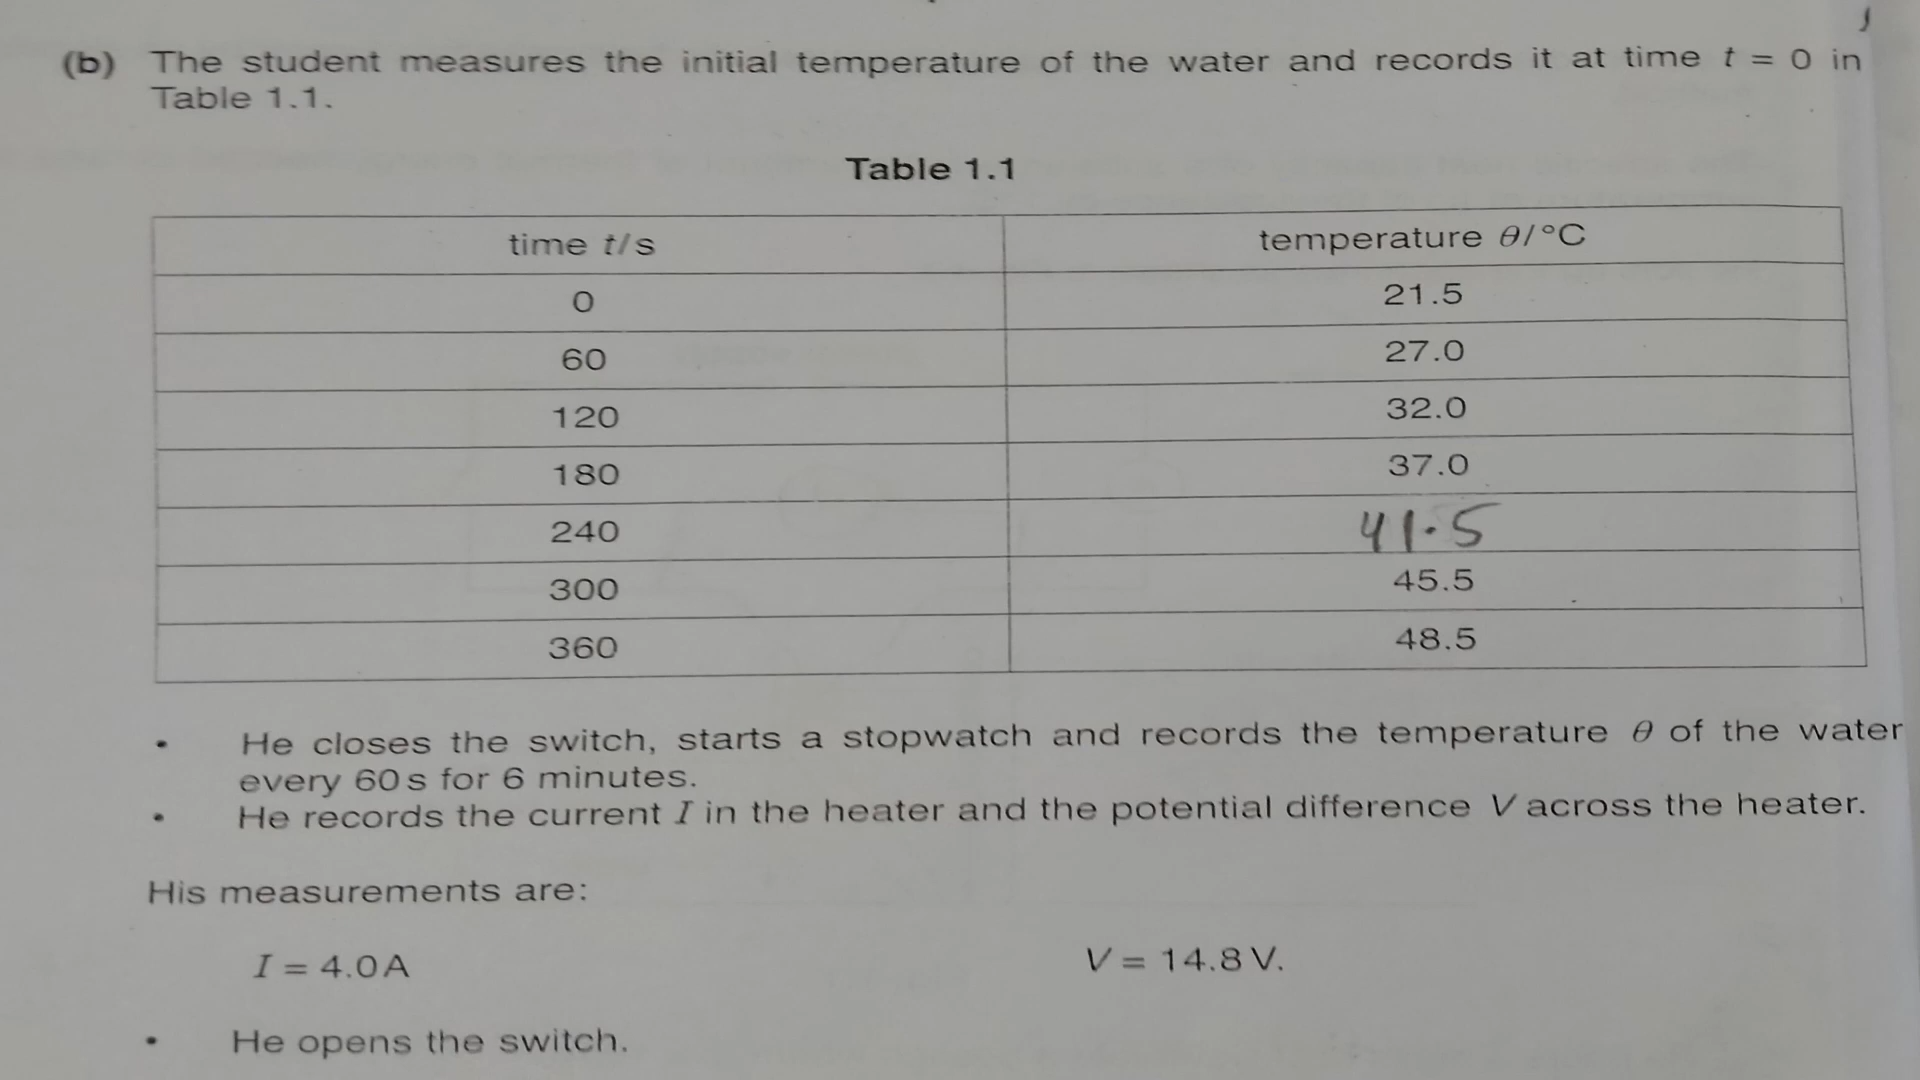 (b) The student measures the initial temperature of the water and records it at time t = 0 in
Table 1.1.
Table 1.1
time t/s temperature θ/°C
0 21.5
60 27.0
120 32.0
180 37.0
240 41.5
300 45.5
360 48.5
• He closes the switch, starts a stopwatch and records the temperature θ of the water
every 60 s for 6 minutes.
• He records the current I in the heater and the potential difference V across the heater.
His measurements are:
I = 4.0 A V = 14.8 V.
• He opens the switch.